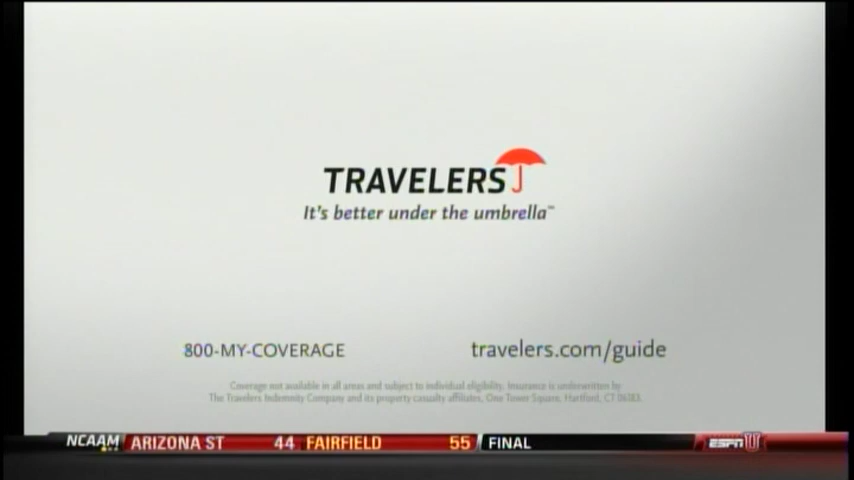 TRAVELERS
It's better under the umbrella™
800-MY-COVERAGE
travelers.com/guide
Coverage not available in all areas and subject to individual eligibility. Insurance is underwritten by
The Travelers Indemnity Company and its property casualty affiliates, One Tower Square, Hartford, CT 06183.
NCAAM ARIZONA ST 44 FAIRFIELD 55 FINAL ESPNU